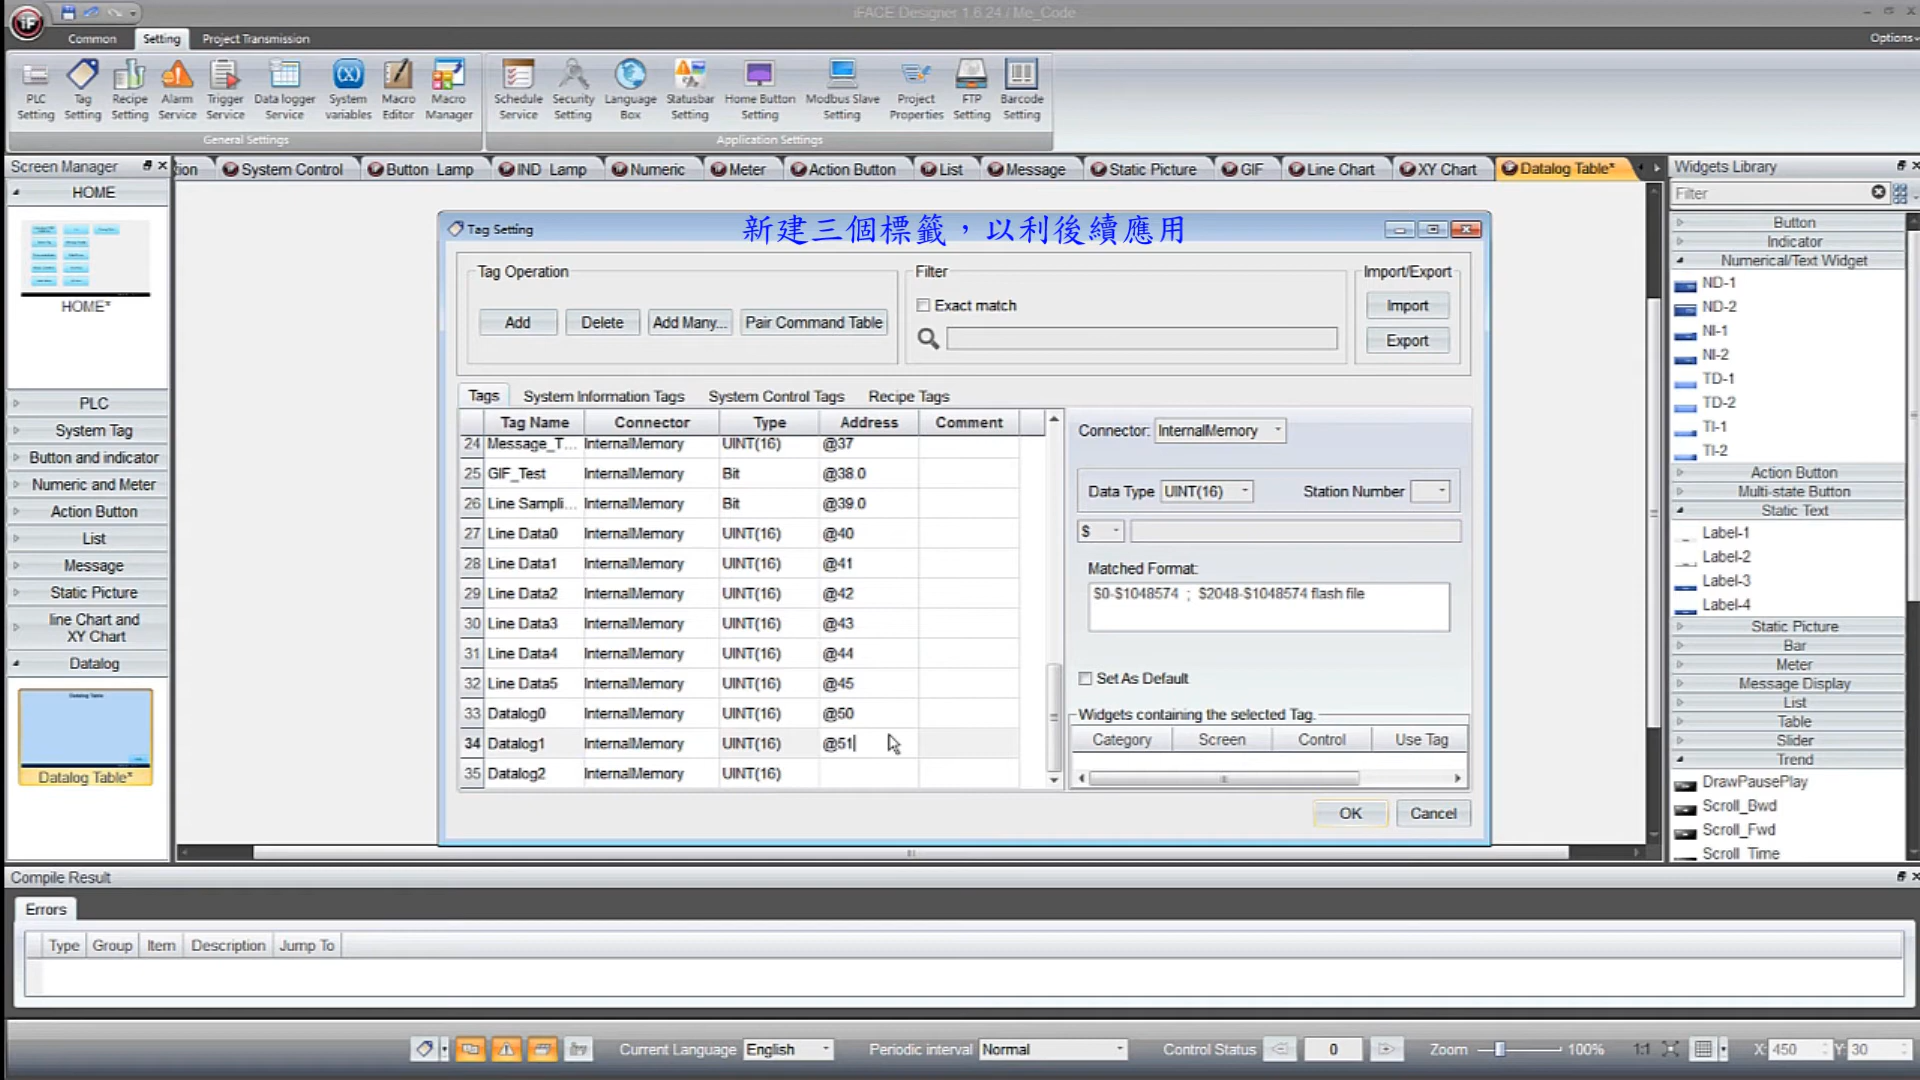 iFACE Designer 1.6.24 / Me_Code
iF
Common Setting Project Transmission Options
PLC Setting
Tag Setting
Recipe Setting
Alarm Service
Trigger Service
Data logger Service
System variables
Macro Editor
Macro Manager
Schedule Service
Security Setting
Language Box
Statusbar Setting
Home Button Setting
Modbus Slave Setting
Project Properties
FTP Setting
Barcode Setting
General Settings
Application Settings
Screen Manager
tion System Control Button Lamp IND Lamp Numeric Meter Action Button List Message Static Picture GIF Line Chart XY Chart Datalog Table*
Widgets Library
HOME
HOME*
PLC
System Tag
Button and indicator
Numeric and Meter
Action Button
List
Message
Static Picture
line Chart and
XY Chart
Datalog
Datalog Table
Datalog Table*
Tag Setting
新建三個標籤，以利後續應用
Tag Operation
Add Delete Add Many... Pair Command Table
Filter
Exact match
Import/Export
Import
Export
Tags System Information Tags System Control Tags Recipe Tags
Tag Name Connector Type Address Comment
24 Message_T... InternalMemory UINT(16) @37
25 GIF_Test InternalMemory Bit @38.0
26 Line Sampli... InternalMemory Bit @39.0
27 Line Data0 InternalMemory UINT(16) @40
28 Line Data1 InternalMemory UINT(16) @41
29 Line Data2 InternalMemory UINT(16) @42
30 Line Data3 InternalMemory UINT(16) @43
31 Line Data4 InternalMemory UINT(16) @44
32 Line Data5 InternalMemory UINT(16) @45
33 Datalog0 InternalMemory UINT(16) @50
34 Datalog1 InternalMemory UINT(16) @51
35 Datalog2 InternalMemory UINT(16)
Connector: InternalMemory
Data Type UINT(16) Station Number
$
Matched Format:
$0-$1048574 ; $2048-$1048574 flash file
Set As Default
Widgets containing the selected Tag.
Category Screen Control Use Tag
OK Cancel
Filter
Button
Indicator
Numerical/Text Widget
ND-1
ND-2
NI-1
NI-2
TD-1
TD-2
TI-1
TI-2
Action Button
Multi-state Button
Static Text
Label-1
Label-2
Label-3
Label-4
Static Picture
Bar
Meter
Message Display
List
Table
Slider
Trend
DrawPausePlay
Scroll_Bwd
Scroll_Fwd
Scroll_Time
Compile Result
Errors
Type Group Item Description Jump To
Current Language English Periodic interval Normal Control Status 0 Zoom 100% 1:1 X: 450 Y: 30